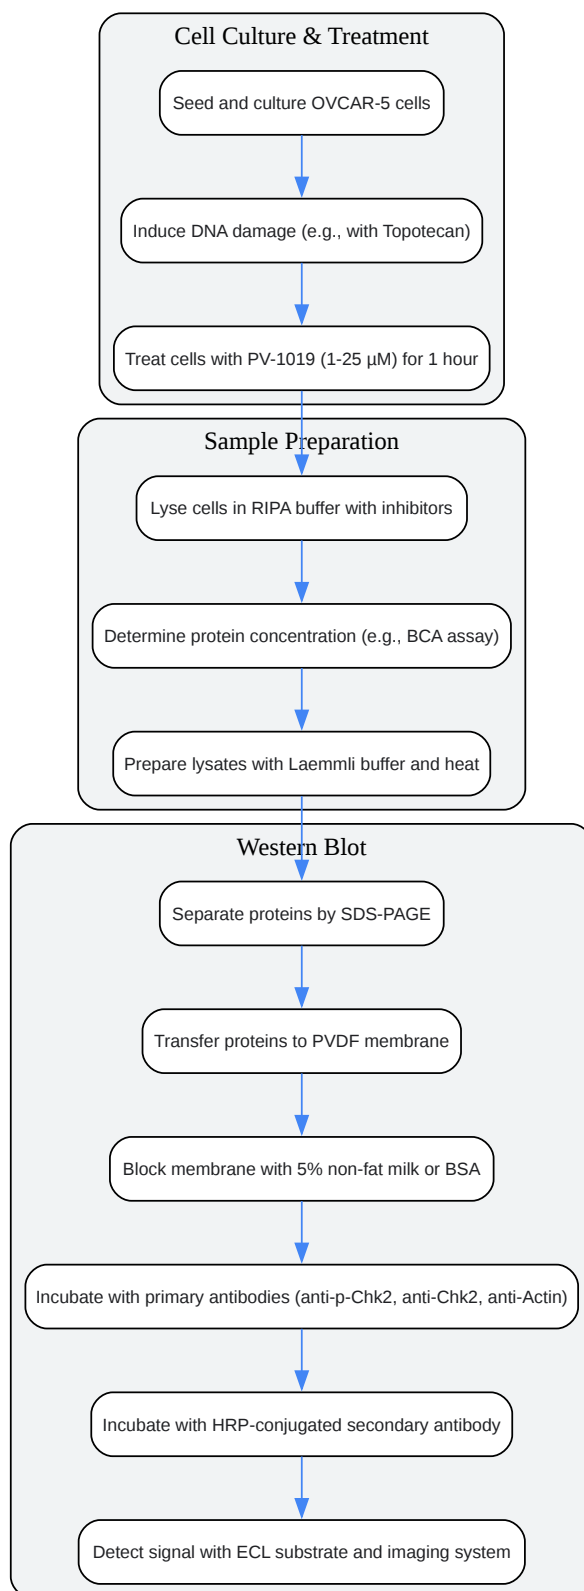 Cell Culture & Treatment
Seed and culture OVCAR-5 cells
Induce DNA damage (e.g., with Topotecan)
Treat cells with PV-1019 (1-25 µM) for 1 hour
Sample Preparation
Lyse cells in RIPA buffer with inhibitors
Determine protein concentration (e.g., BCA assay)
Prepare lysates with Laemmli buffer and heat
Western Blot
Separate proteins by SDS-PAGE
Transfer proteins to PVDF membrane
Block membrane with 5% non-fat milk or BSA
Incubate with primary antibodies (anti-p-Chk2, anti-Chk2, anti-Actin)
Incubate with HRP-conjugated secondary antibody
Detect signal with ECL substrate and imaging system